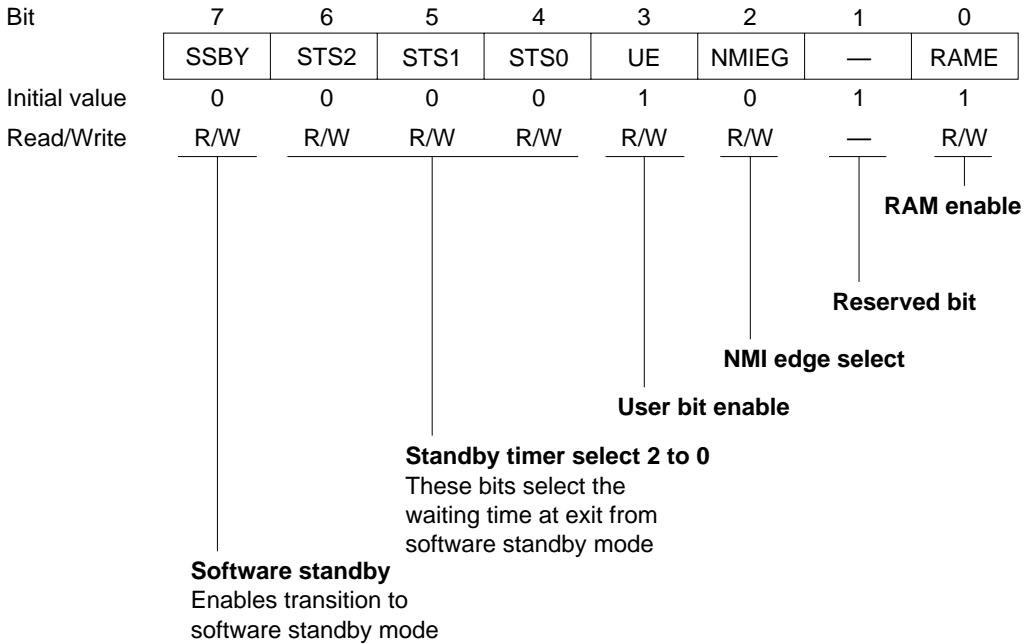 Bit 7 6 5 4 3 2 1 0
SSBY STS2 STS1 STS0 UE NMIEG — RAME
Initial value 0 0 0 0 1 0 1 1
Read/Write R/W R/W R/W R/W R/W R/W — R/W
RAM enable
Reserved bit
NMI edge select
User bit enable
Standby timer select 2 to 0
These bits select the
waiting time at exit from
software standby mode
Software standby
Enables transition to
software standby mode